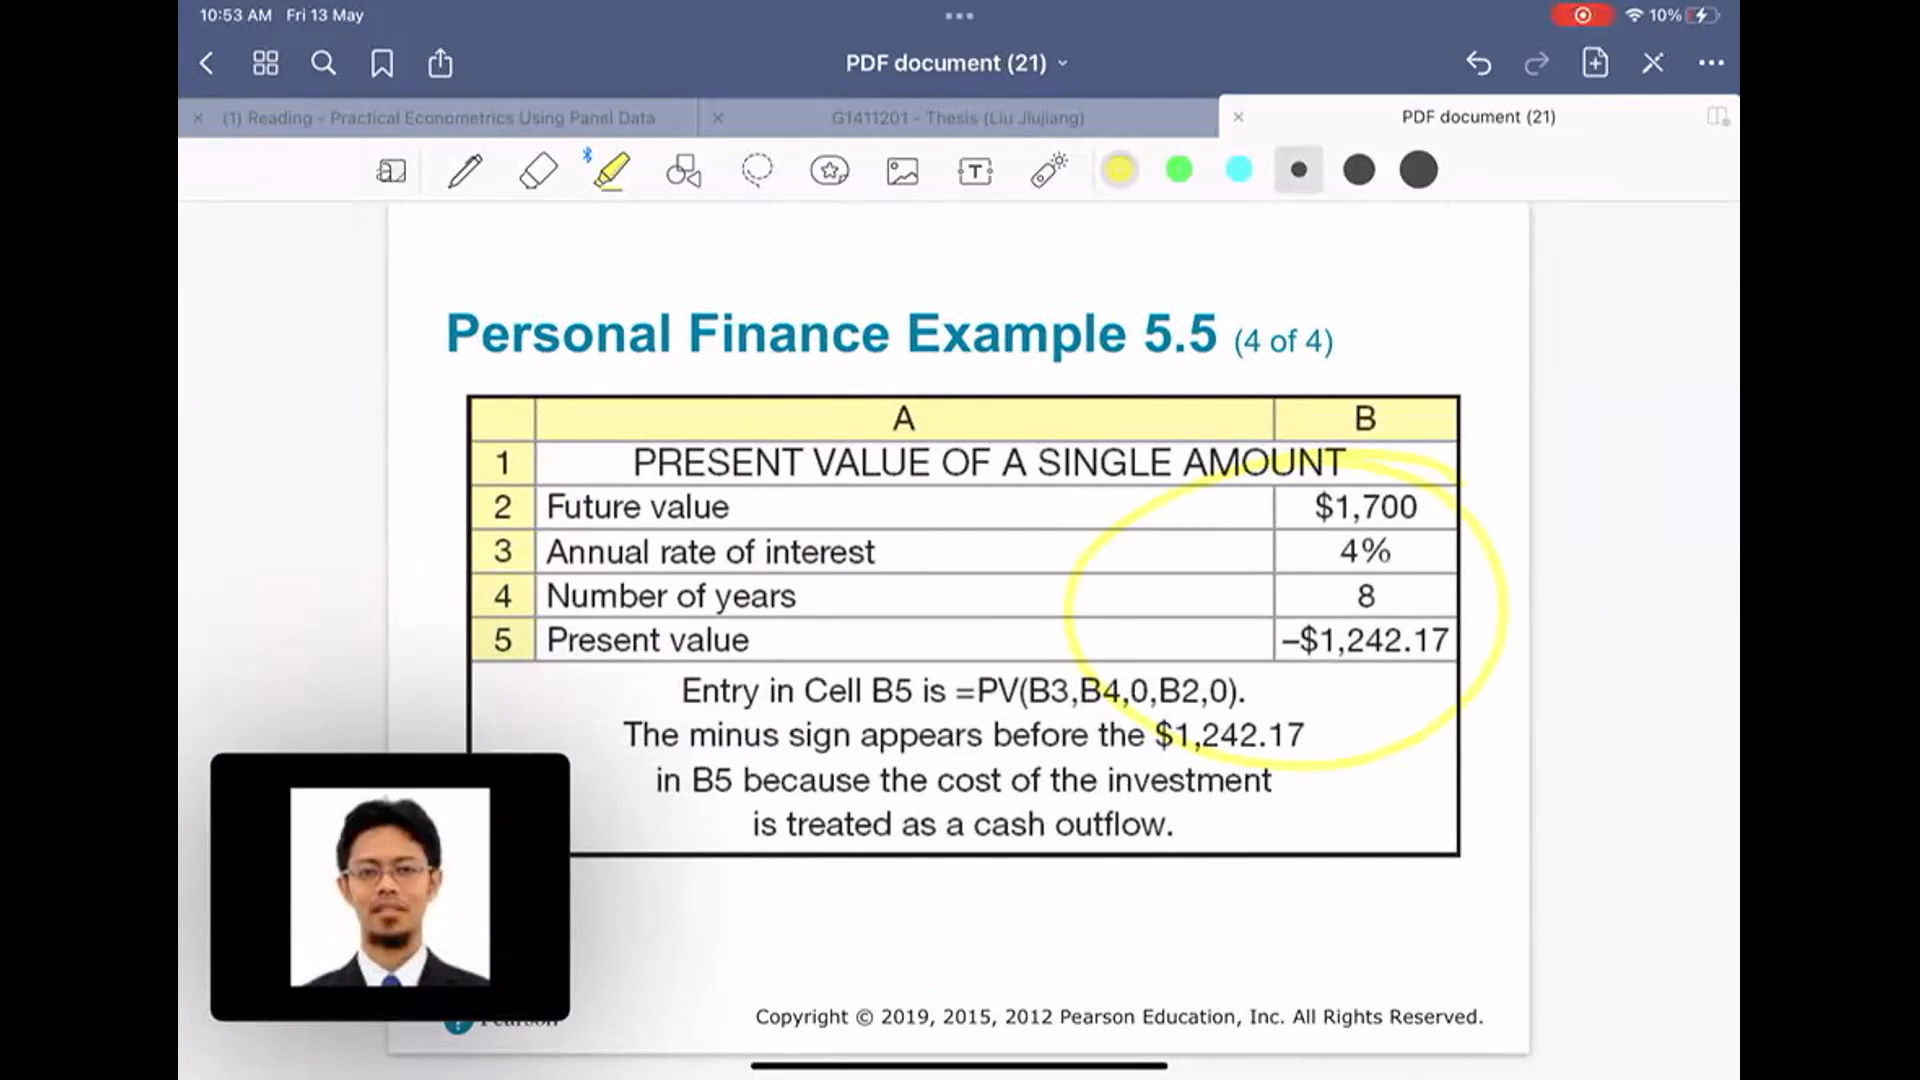 10:53 AM Fri 13 May
10%
PDF document (21)
(1) Reading - Practical Econometrics Using Panel Data
G1411201 - Thesis (Liu Jiujiang)
PDF document (21)
Personal Finance Example 5.5 (4 of 4)
A B
1 PRESENT VALUE OF A SINGLE AMOUNT
2 Future value $1,700
3 Annual rate of interest 4%
4 Number of years 8
5 Present value –$1,242.17
Entry in Cell B5 is =PV(B3,B4,0,B2,0).
The minus sign appears before the $1,242.17
in B5 because the cost of the investment
is treated as a cash outflow.
Pearson
Copyright © 2019, 2015, 2012 Pearson Education, Inc. All Rights Reserved.